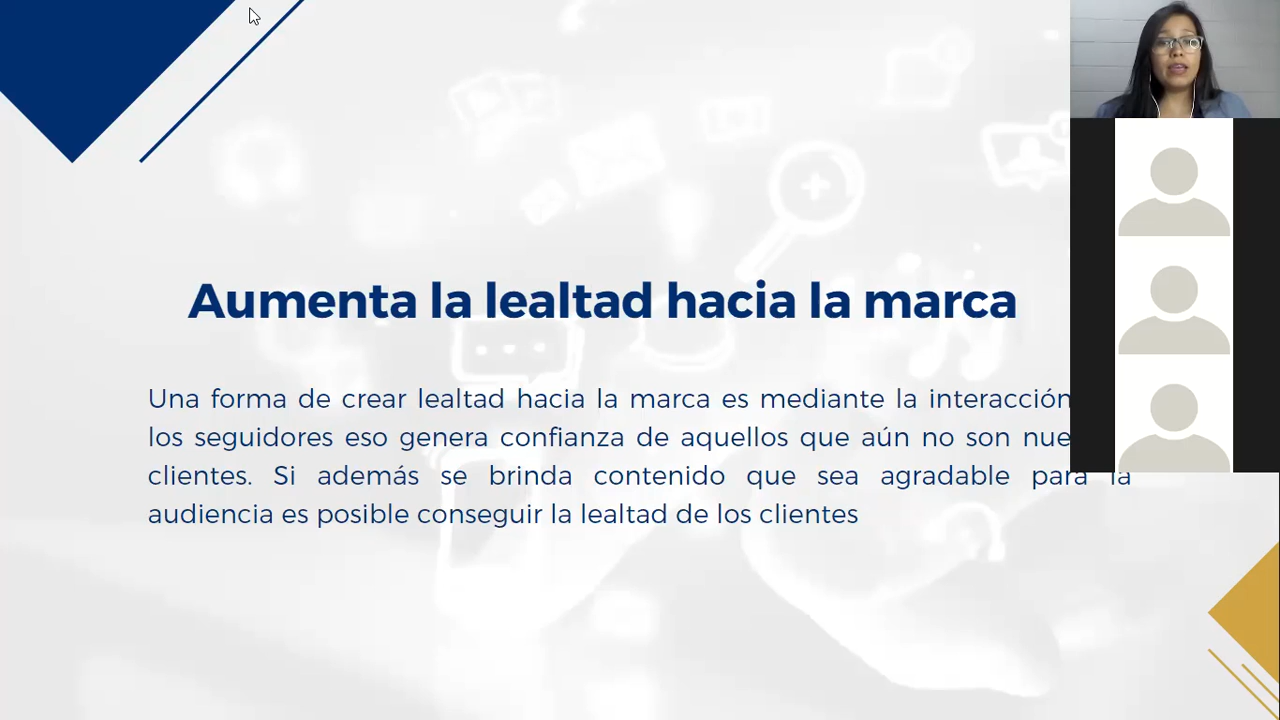 Aumenta la lealtad hacia la marca
Una forma de crear lealtad hacia la marca es mediante la interacción
los seguidores eso genera confianza de aquellos que aún no son
clientes. Si además se brinda contenido que sea agradable para la
audiencia es posible conseguir la lealtad de los clientes